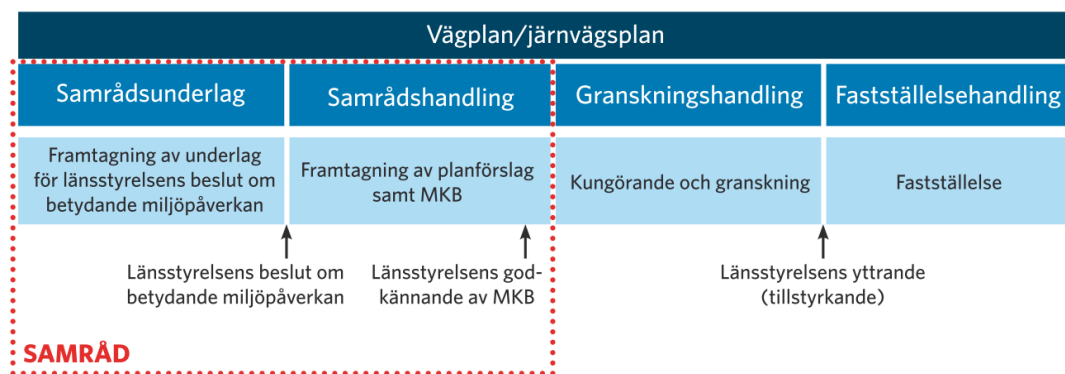 Vägplan/järnvägsplan
Samrådsunderlag
Samrådshandling
Granskningshandling
Fastställelsehandling
Framtagning av underlag
för länsstyrelsens beslut om
betydande miljöpåverkan
Framtagning av planförslag
samt MKB
Kungörande och granskning
Fastställelse
Länsstyrelsens beslut om
betydande miljöpåverkan
Länsstyrelsens god-
kännande av MKB
Länsstyrelsens yttrande
(tillstyrkande)
SAMRÅD